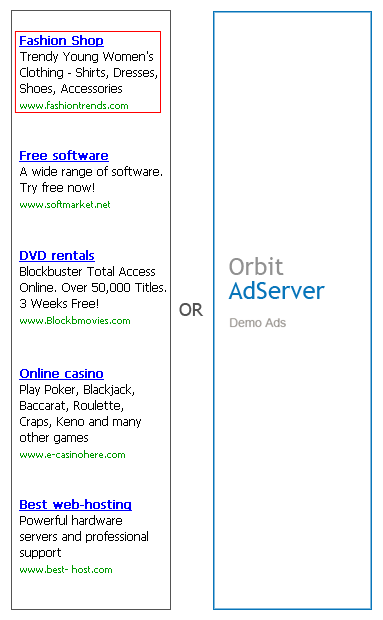 Fashion Shop
Trendy Young Women's
Clothing - Shirts, Dresses,
Shoes, Accessories
www.fashiontrends.com
Free software
A wide range of software.
Try free now!
www.softmarket.net
DVD rentals
Blockbuster Total Access
Online. Over 50,000 Titles.
3 Weeks Free!
www.Blockbmovies.com
Online casino
Play Poker, Blackjack,
Baccarat, Roulette,
Craps, Keno and many
other games
www.e-casinohere.com
Best web-hosting
Powerful hardware
servers and professional
support
www.best- host.com
OR
Orbit
AdServer
Demo Ads